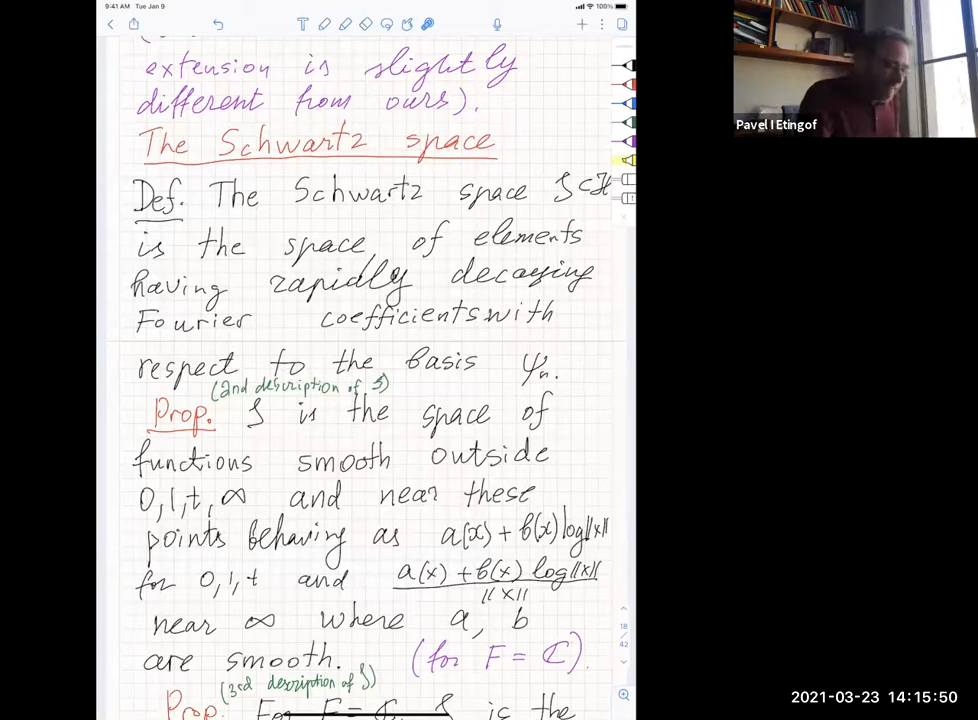 9:41 AM Tue Jan 9
100%
extension is slightly
different from ours).
The Schwartz space
Def. The Schwartz space S ⊂ H
is the space of elements
having rapidly decaying
Fourier coefficients with
respect to the basis ψₙ.
(2nd description of S)
Prop. S is the space of
functions smooth outside
0, 1, t, ∞ and near these
points behaving as a(x) + b(x) log||x||
for 0, 1, t and a(x) + b(x) log||x||
||x||
near ∞ where a, b
are smooth. (for F = ℂ).
(3rd description of S)
Prop. For F = ℂ, S is the
18
/
42
Pavel I Etingof
2021-03-23 14:15:50